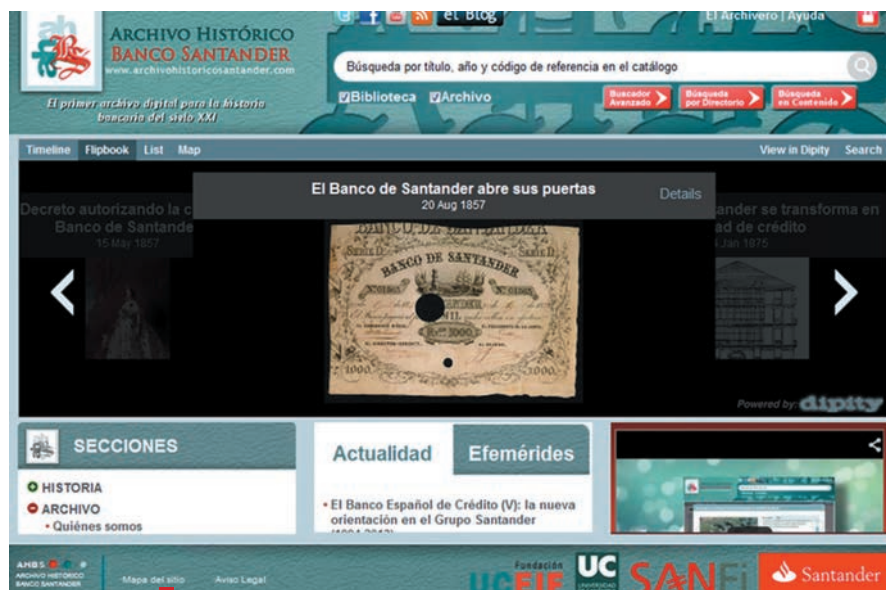 el Blog
El Archivero | Ayuda
ARCHIVO HISTÓRICO
BANCO SANTANDER
www.archivohistoricosantander.com
El primer archivo digital para la historia
bancaria del siglo XXI
Búsqueda por título, año y código de referencia en el catálogo
Biblioteca Archivo
Buscador Avanzado
Búsqueda por Directorio
Búsqueda en Contenido
Timeline Flipbook List Map View in Dipity Search
Decreto autorizando la c
Banco de Santande
15 May 1857
El Banco de Santander abre sus puertas
20 Aug 1857
Details
ander se transforma en
ad de crédito
Jan 1875
BANCO DE SANTANDER
SERIE D.
BANCO DE SANTANDER
MIL
1000
1000.
1000.
Powered by: dipity
SECCIONES
HISTORIA
ARCHIVO
• Quiénes somos
Actualidad
Efemérides
• El Banco Español de Crédito (V): la nueva
orientación en el Grupo Santander
AHBS
ARCHIVO HISTÓRICO
BANCO SANTANDER
Mapa del sitio
Aviso Legal
Fundación
UCEIF
UC
UNIVERSIDAD
SANFi
Santander